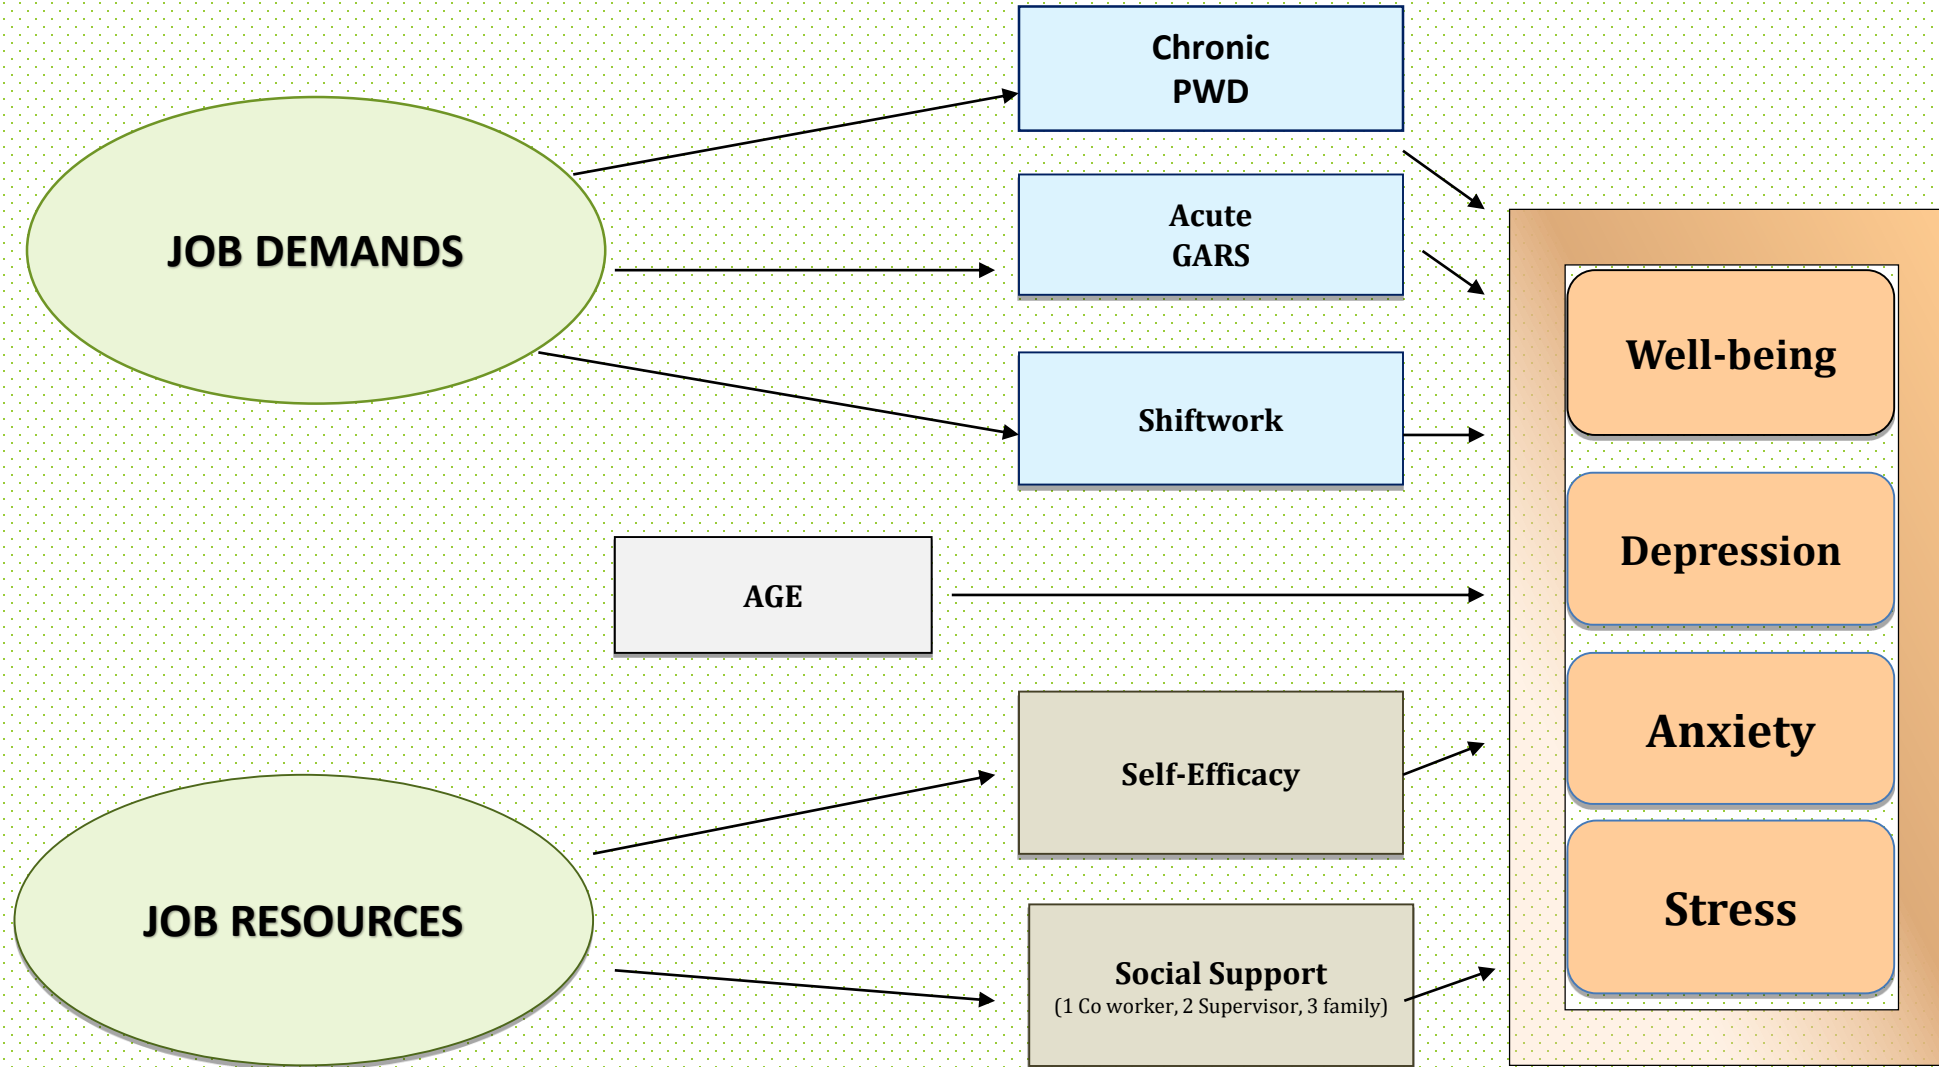 Chronic
PWD
JOB DEMANDS
Acute
GARS
Shiftwork
Well-being
Depression
AGE
Anxiety
Self-Efficacy
JOB RESOURCES
Stress
Social Support
(1 Co worker, 2 Supervisor, 3 family)